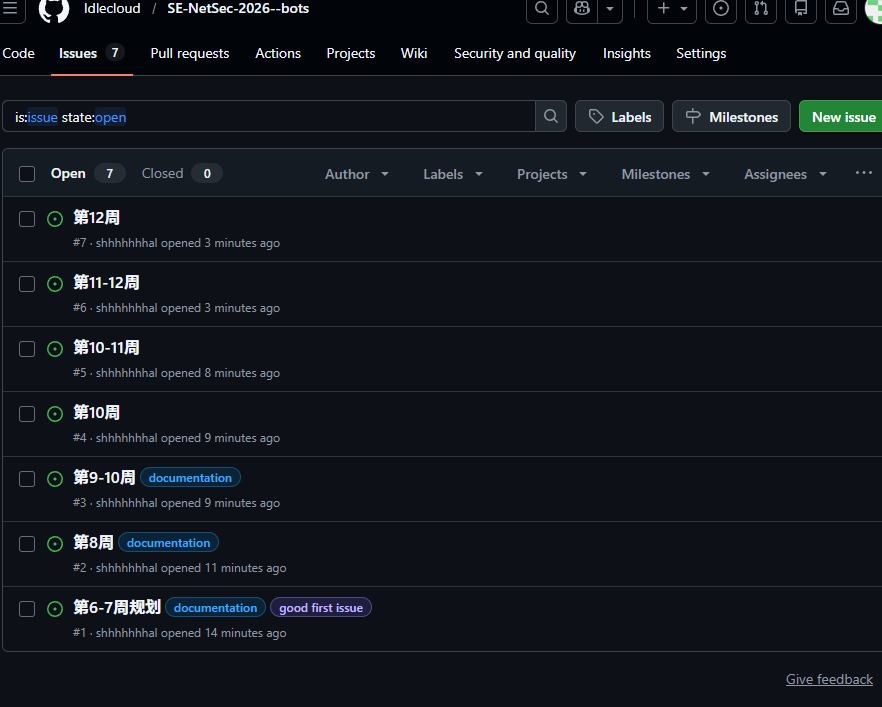 Idlecloud / SE-NetSec-2026--bots
Code Issues 7 Pull requests Actions Projects Wiki Security and quality Insights Settings
is:issue state:open Labels Milestones New issue
Open 7 Closed 0 Author Labels Projects Milestones Assignees
第12周
#7 · shhhhhhhal opened 3 minutes ago
第11-12周
#6 · shhhhhhhal opened 3 minutes ago
第10-11周
#5 · shhhhhhhal opened 8 minutes ago
第10周
#4 · shhhhhhhal opened 9 minutes ago
第9-10周 documentation
#3 · shhhhhhhal opened 9 minutes ago
第8周 documentation
#2 · shhhhhhhal opened 11 minutes ago
第6-7周规划 documentation good first issue
#1 · shhhhhhhal opened 14 minutes ago
Give feedback